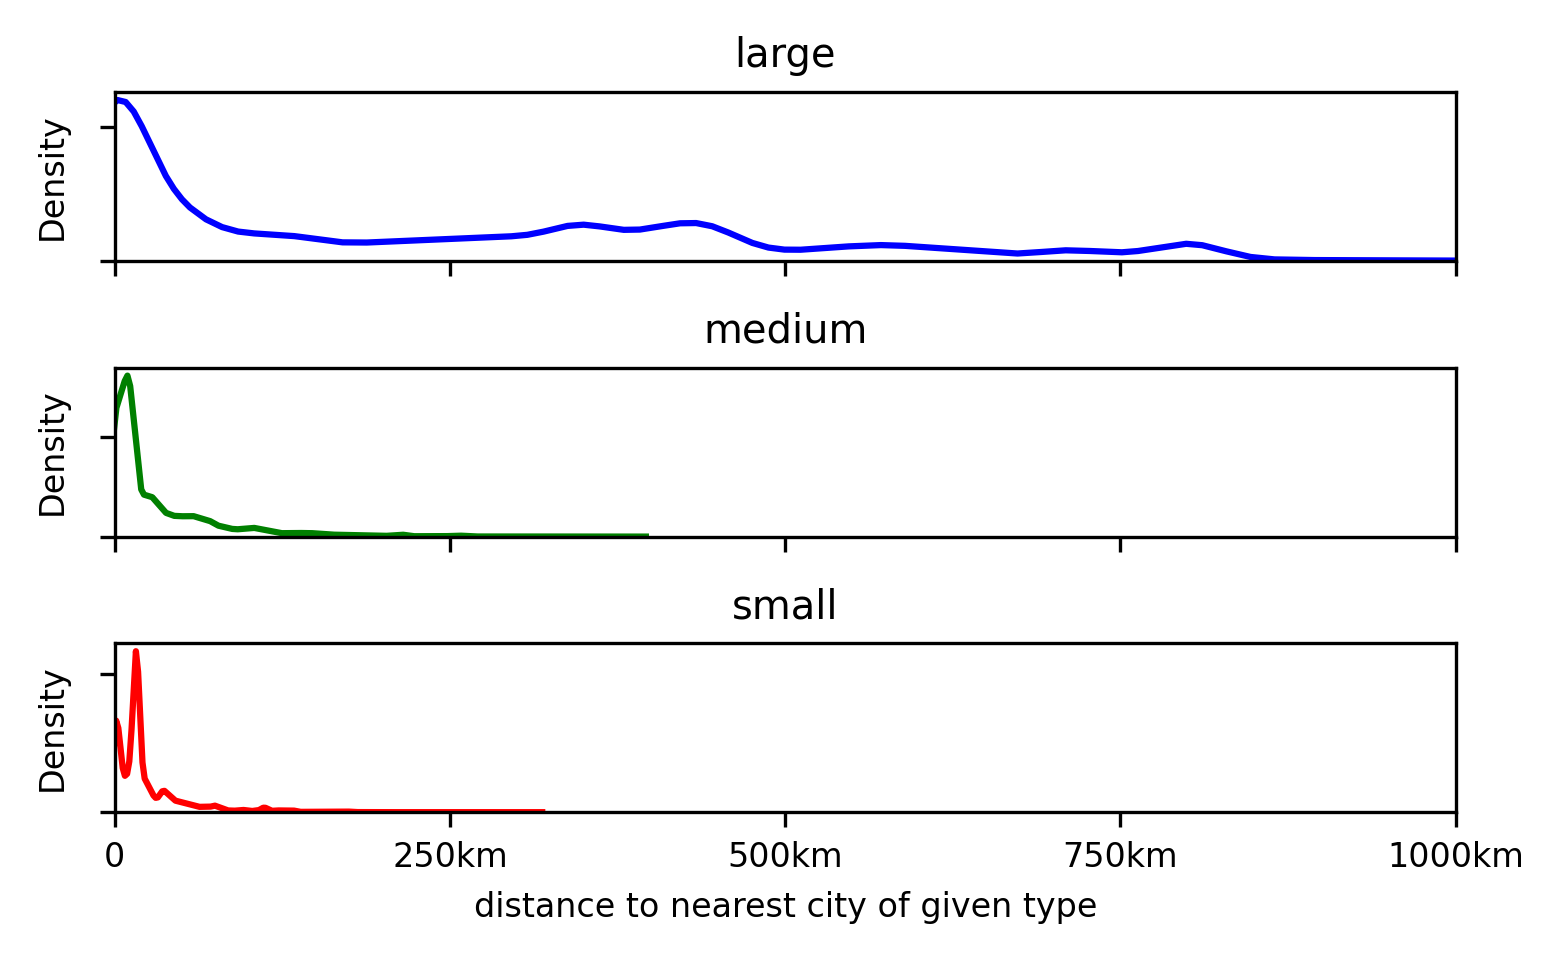 large
Density
medium
Density
small
Density
0 250km 500km 750km 1000km
distance to nearest city of given type